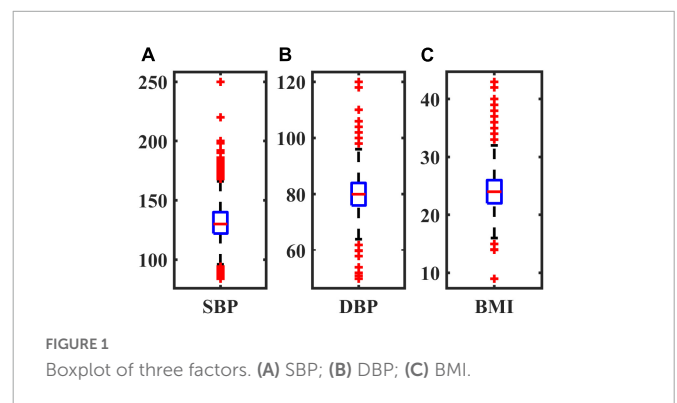 A B C
250
200
150
100
SBP
120
100
80
60
DBP
40
30
20
10
BMI
FIGURE 1
Boxplot of three factors. (A) SBP; (B) DBP; (C) BMI.